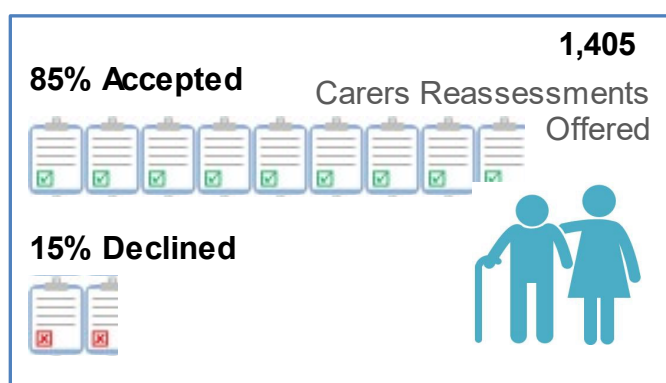 1,405
85% Accepted
Carers Reassessments
Offered
15% Declined